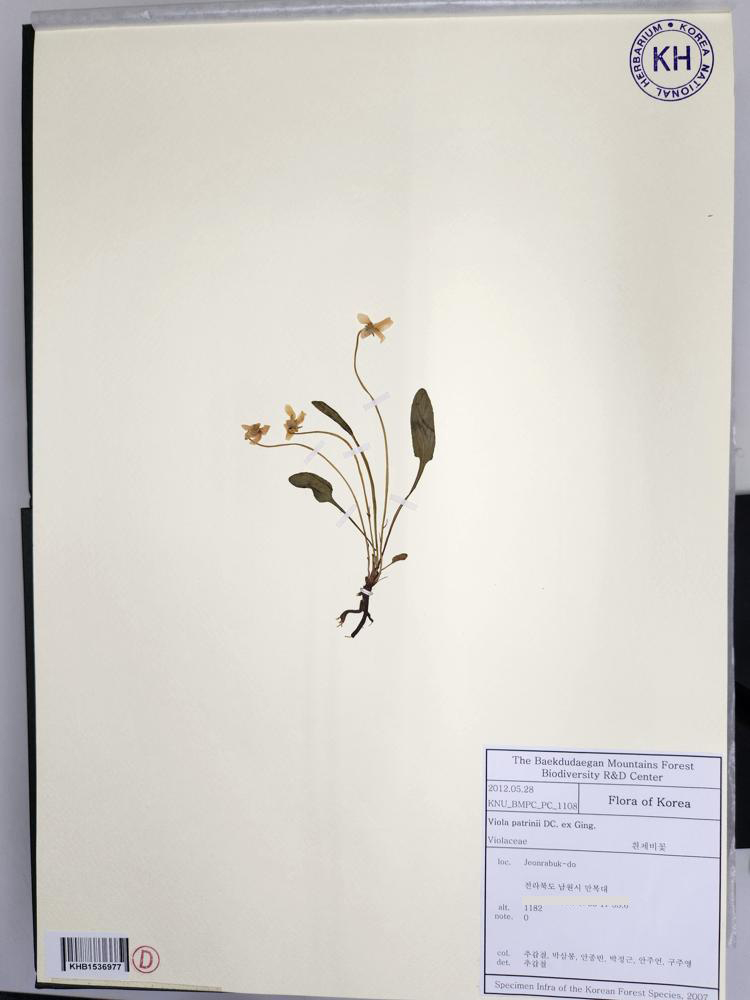 KOREA NATIONAL HERBARIUM
KH
The Baekdudaegan Mountains Forest
Biodiversity R&D Center
2012.05.28
KNU_BMPC_PC_1108
Flora of Korea
Viola patrinii DC. ex Ging.
Violaceae 흰제비꽃
loc. Jeonrabuk-do
전라북도 남원시 만복대
alt. 1182
note. 0
col. 추갑철, 박삼봉, 안종빈, 박정근, 안주언, 구주영
det. 추갑철
Specimen Infra of the Korean Forest Species, 2007
KHB1536977
D